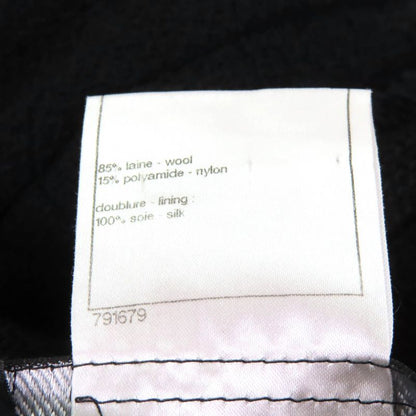 85% laine - wool
15% polyamide - nylon
doublure - lining :
100% soie - silk
791679